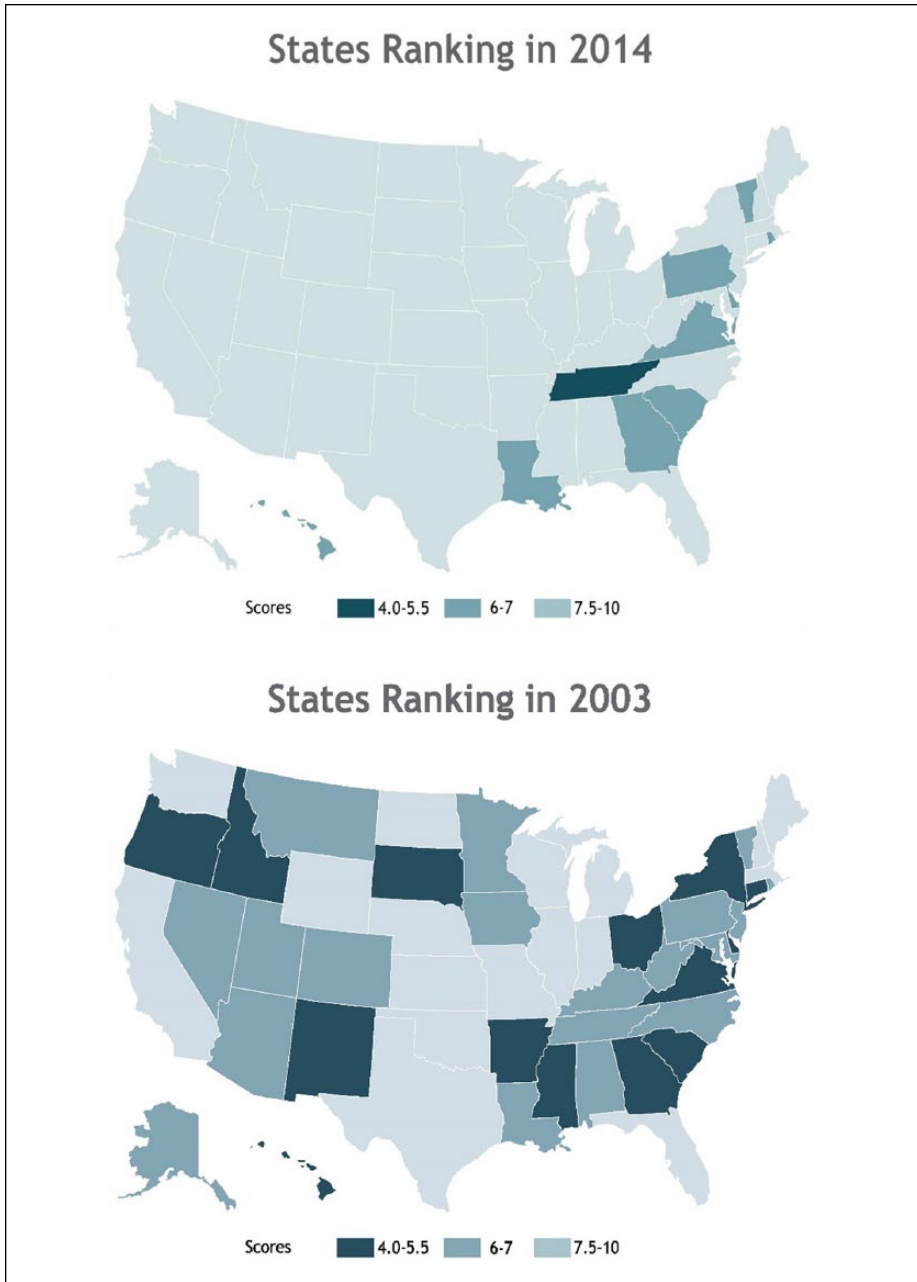 States Ranking in 2014
Scores 4.0-5.5 6-7 7.5-10
States Ranking in 2003
Scores 4.0-5.5 6-7 7.5-10